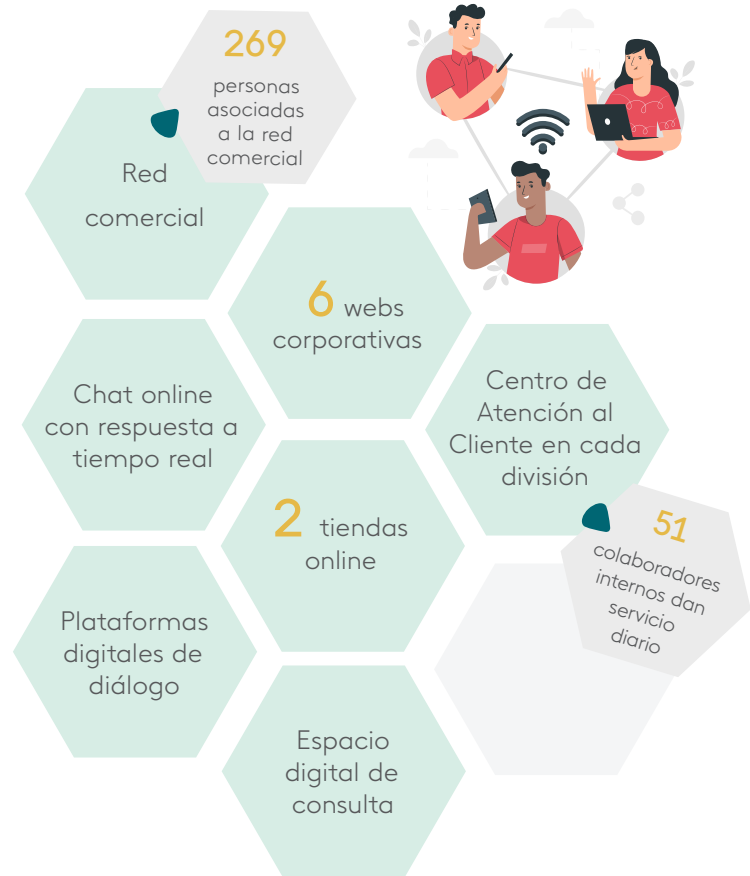 269
personas
asociadas
a la red
comercial
Red
comercial
6 webs
corporativas
Chat online
con respuesta a
tiempo real
Centro de
Atención al
Cliente en cada
división
51
colaboradores
internos dan
servicio
diario
2 tiendas
online
Plataformas
digitales de
diálogo
Espacio
digital de
consulta